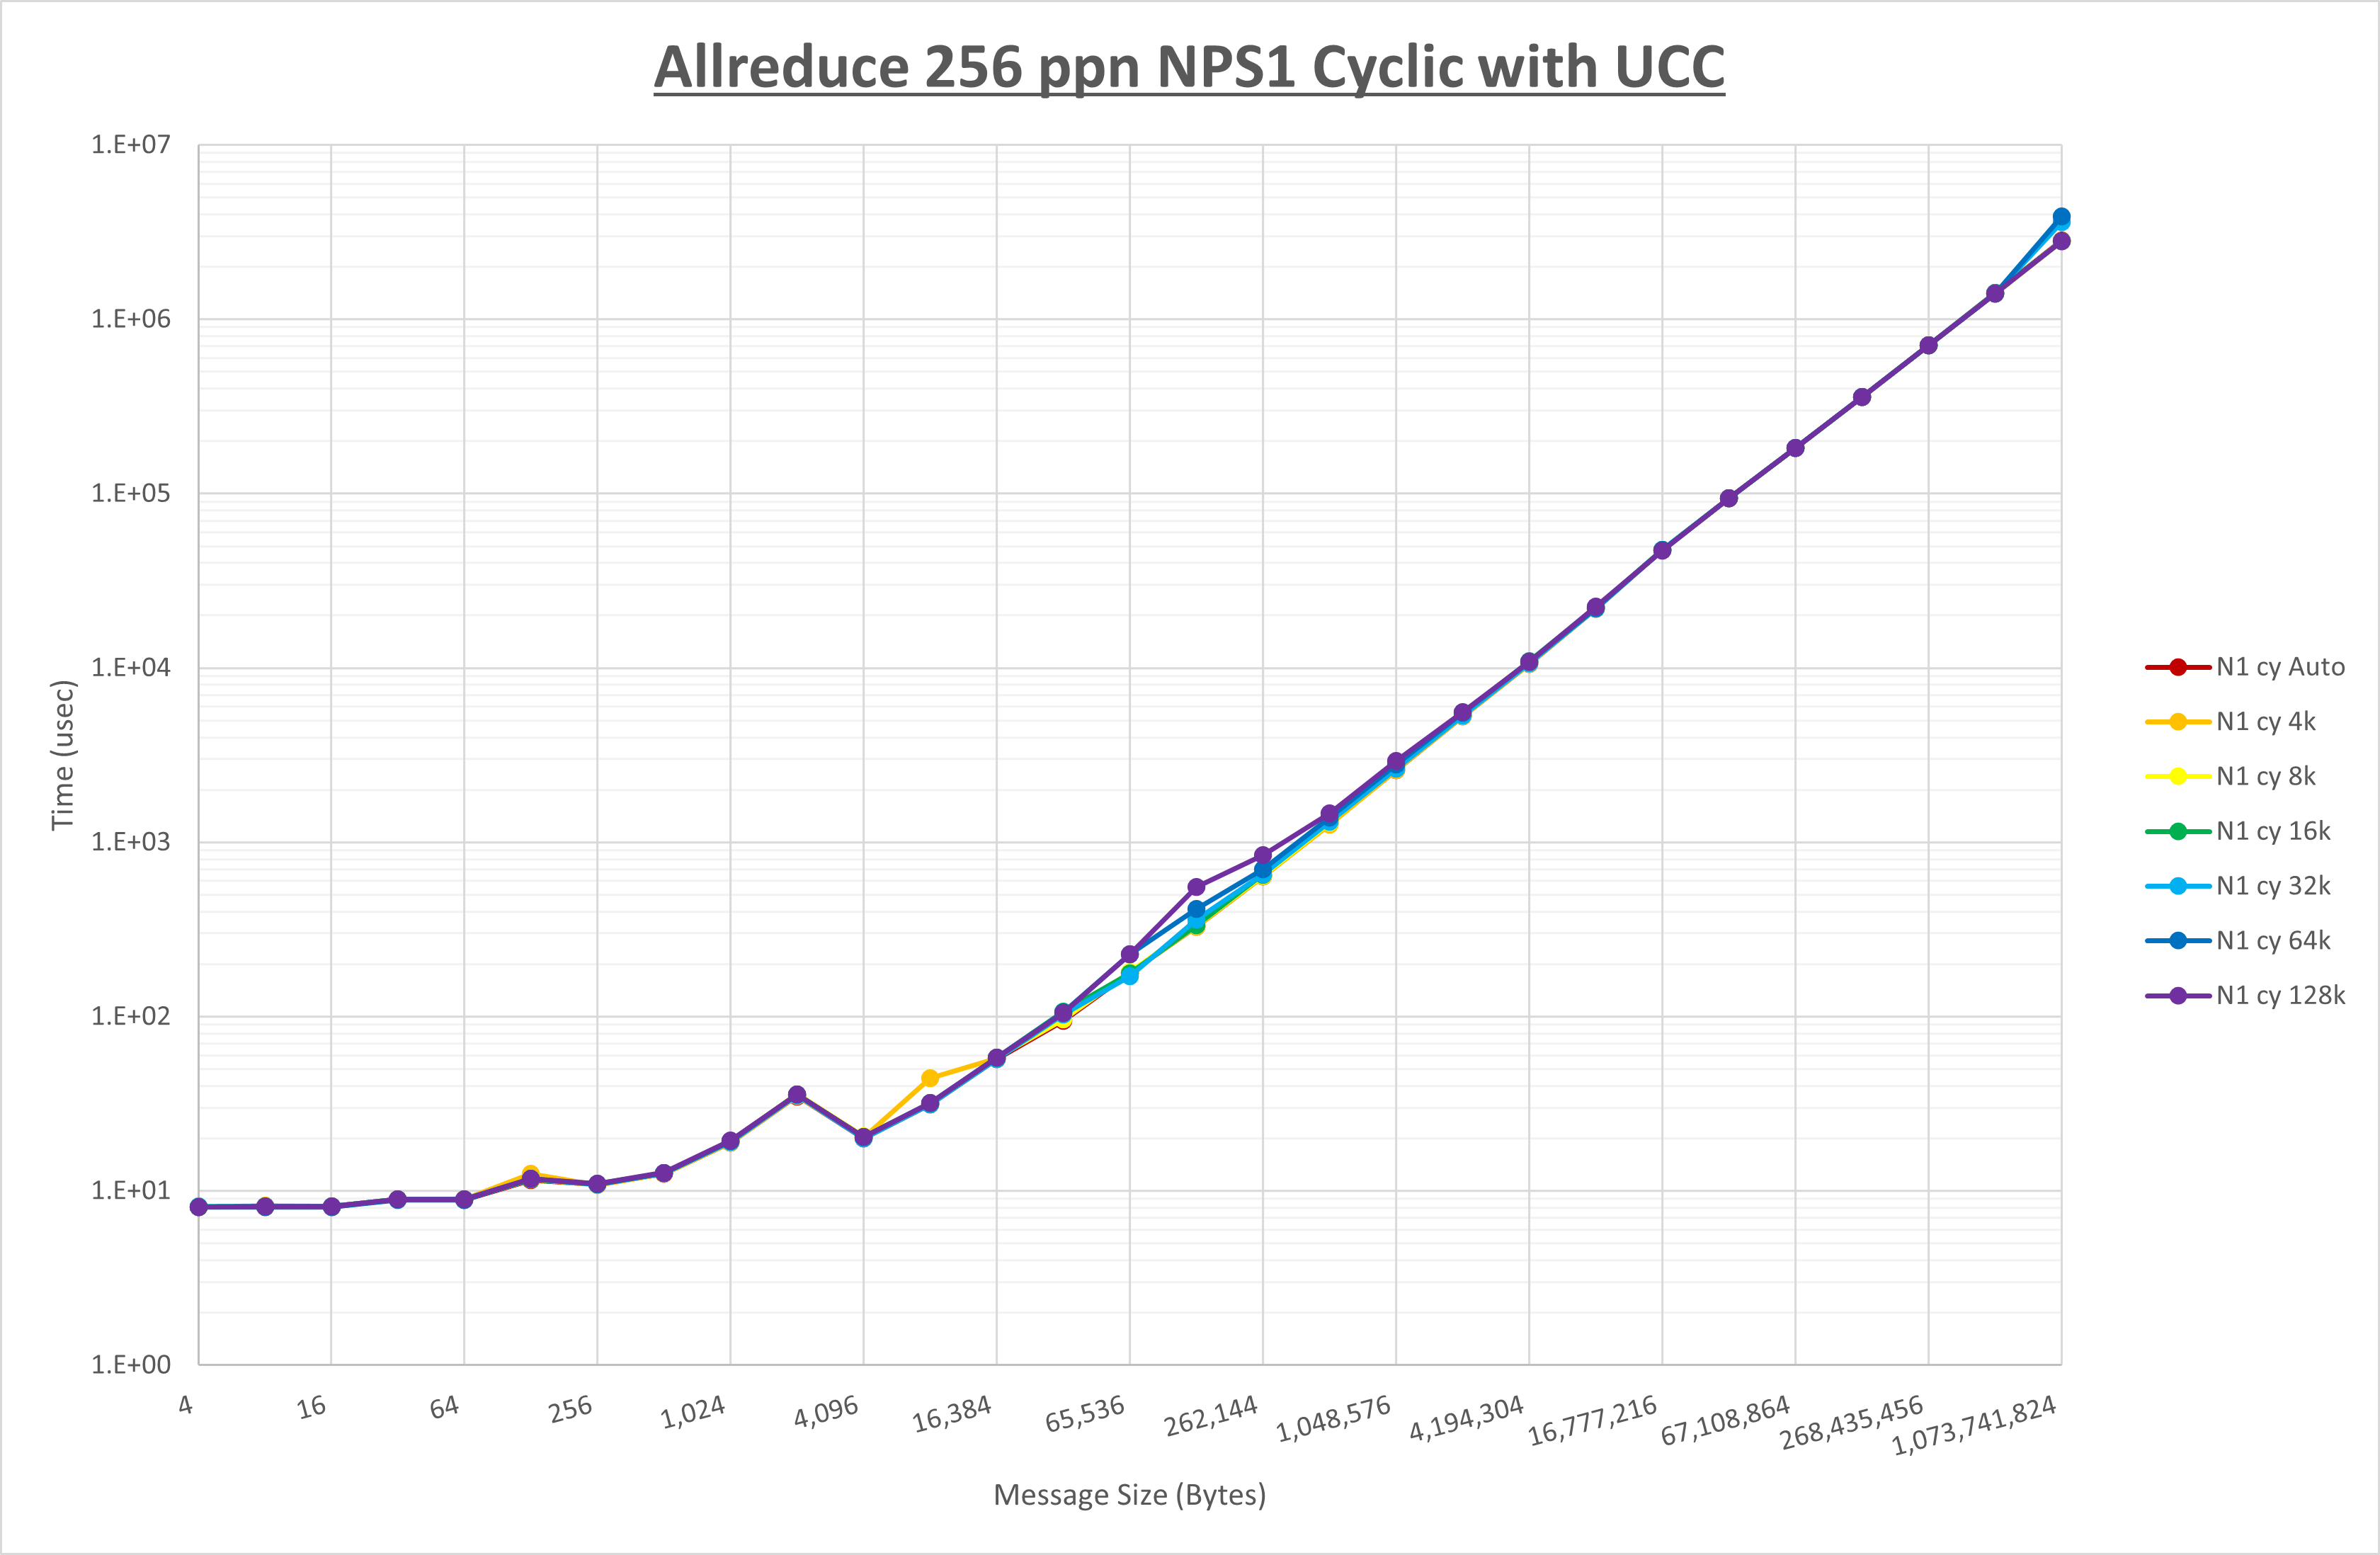 Allreduce 256 ppn NPS1 Cyclic with UCC
1.E+07
1.E+06
1.E+05
1.E+04
1.E+03
1.E+02
1.E+01
1.E+00
Time (usec)
4
16
64
256
1,024
4,096
16,384
65,536
262,144
1,048,576
4,194,304
16,777,216
67,108,864
268,435,456
1,073,741,824
Message Size (Bytes)
N1 cy Auto
N1 cy 4k
N1 cy 8k
N1 cy 16k
N1 cy 32k
N1 cy 64k
N1 cy 128k